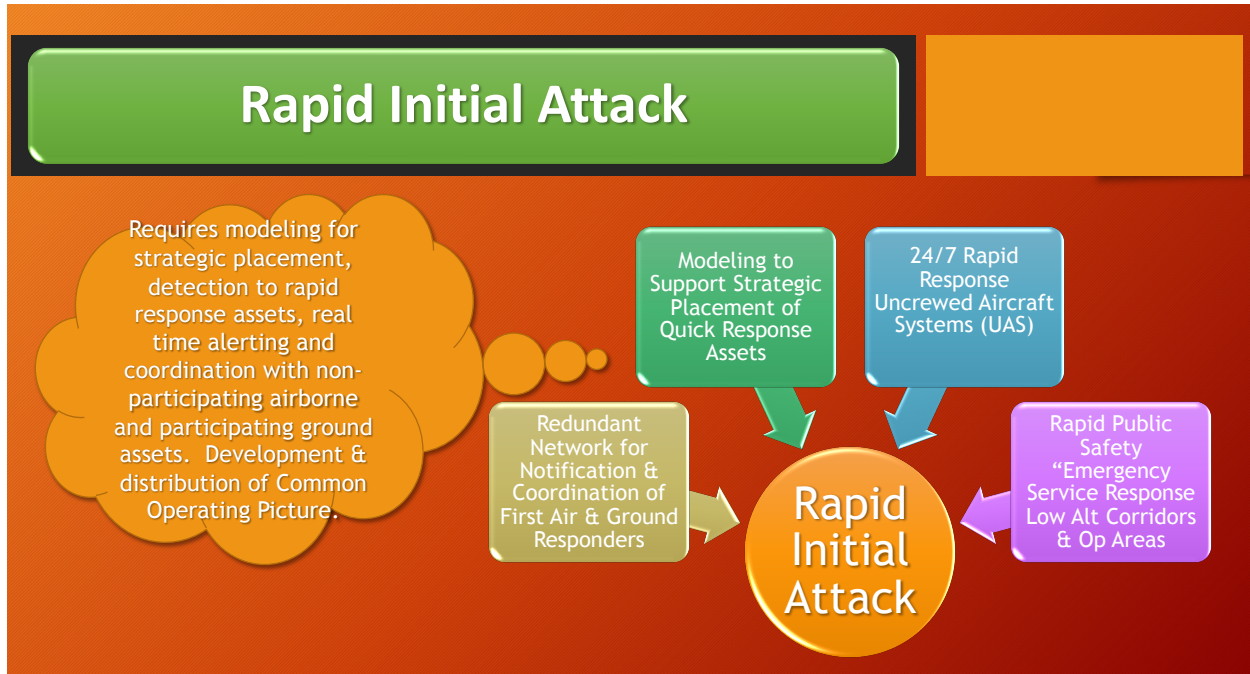 Rapid Initial Attack
Requires modeling for
strategic placement,
detection to rapid
response assets, real
time alerting and
coordination with non-
participating airborne
and participating ground
assets.  Development &
distribution of Common
Operating Picture.
Redundant
Network for
Notification &
Coordination of
First Air & Ground
Responders
Modeling to
Support Strategic
Placement of
Quick Response
Assets
24/7 Rapid
Response
Uncrewed Aircraft
Systems (UAS)
Rapid Public
Safety
“Emergency
Service Response
Low Alt Corridors
& Op Areas
Rapid
Initial
Attack